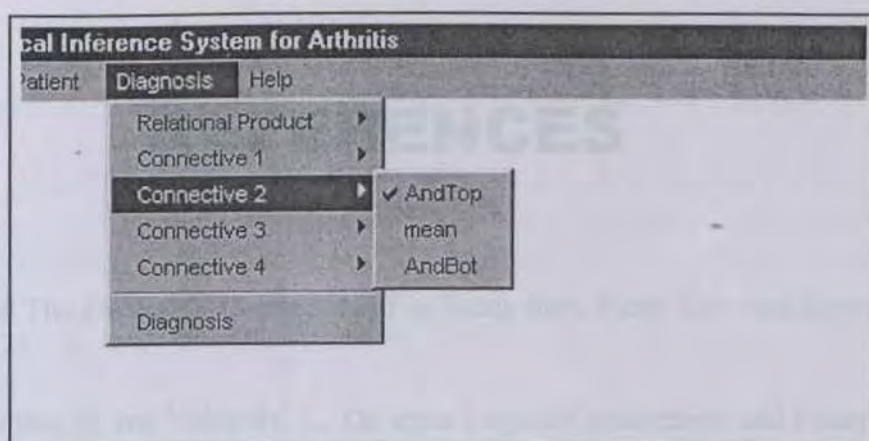 cal Inference System for Arthritis
Patient Diagnosis Help
Relational Product
Connective 1
Connective 2
Connective 3
Connective 4
Diagnosis
✓ AndTop
mean
AndBot